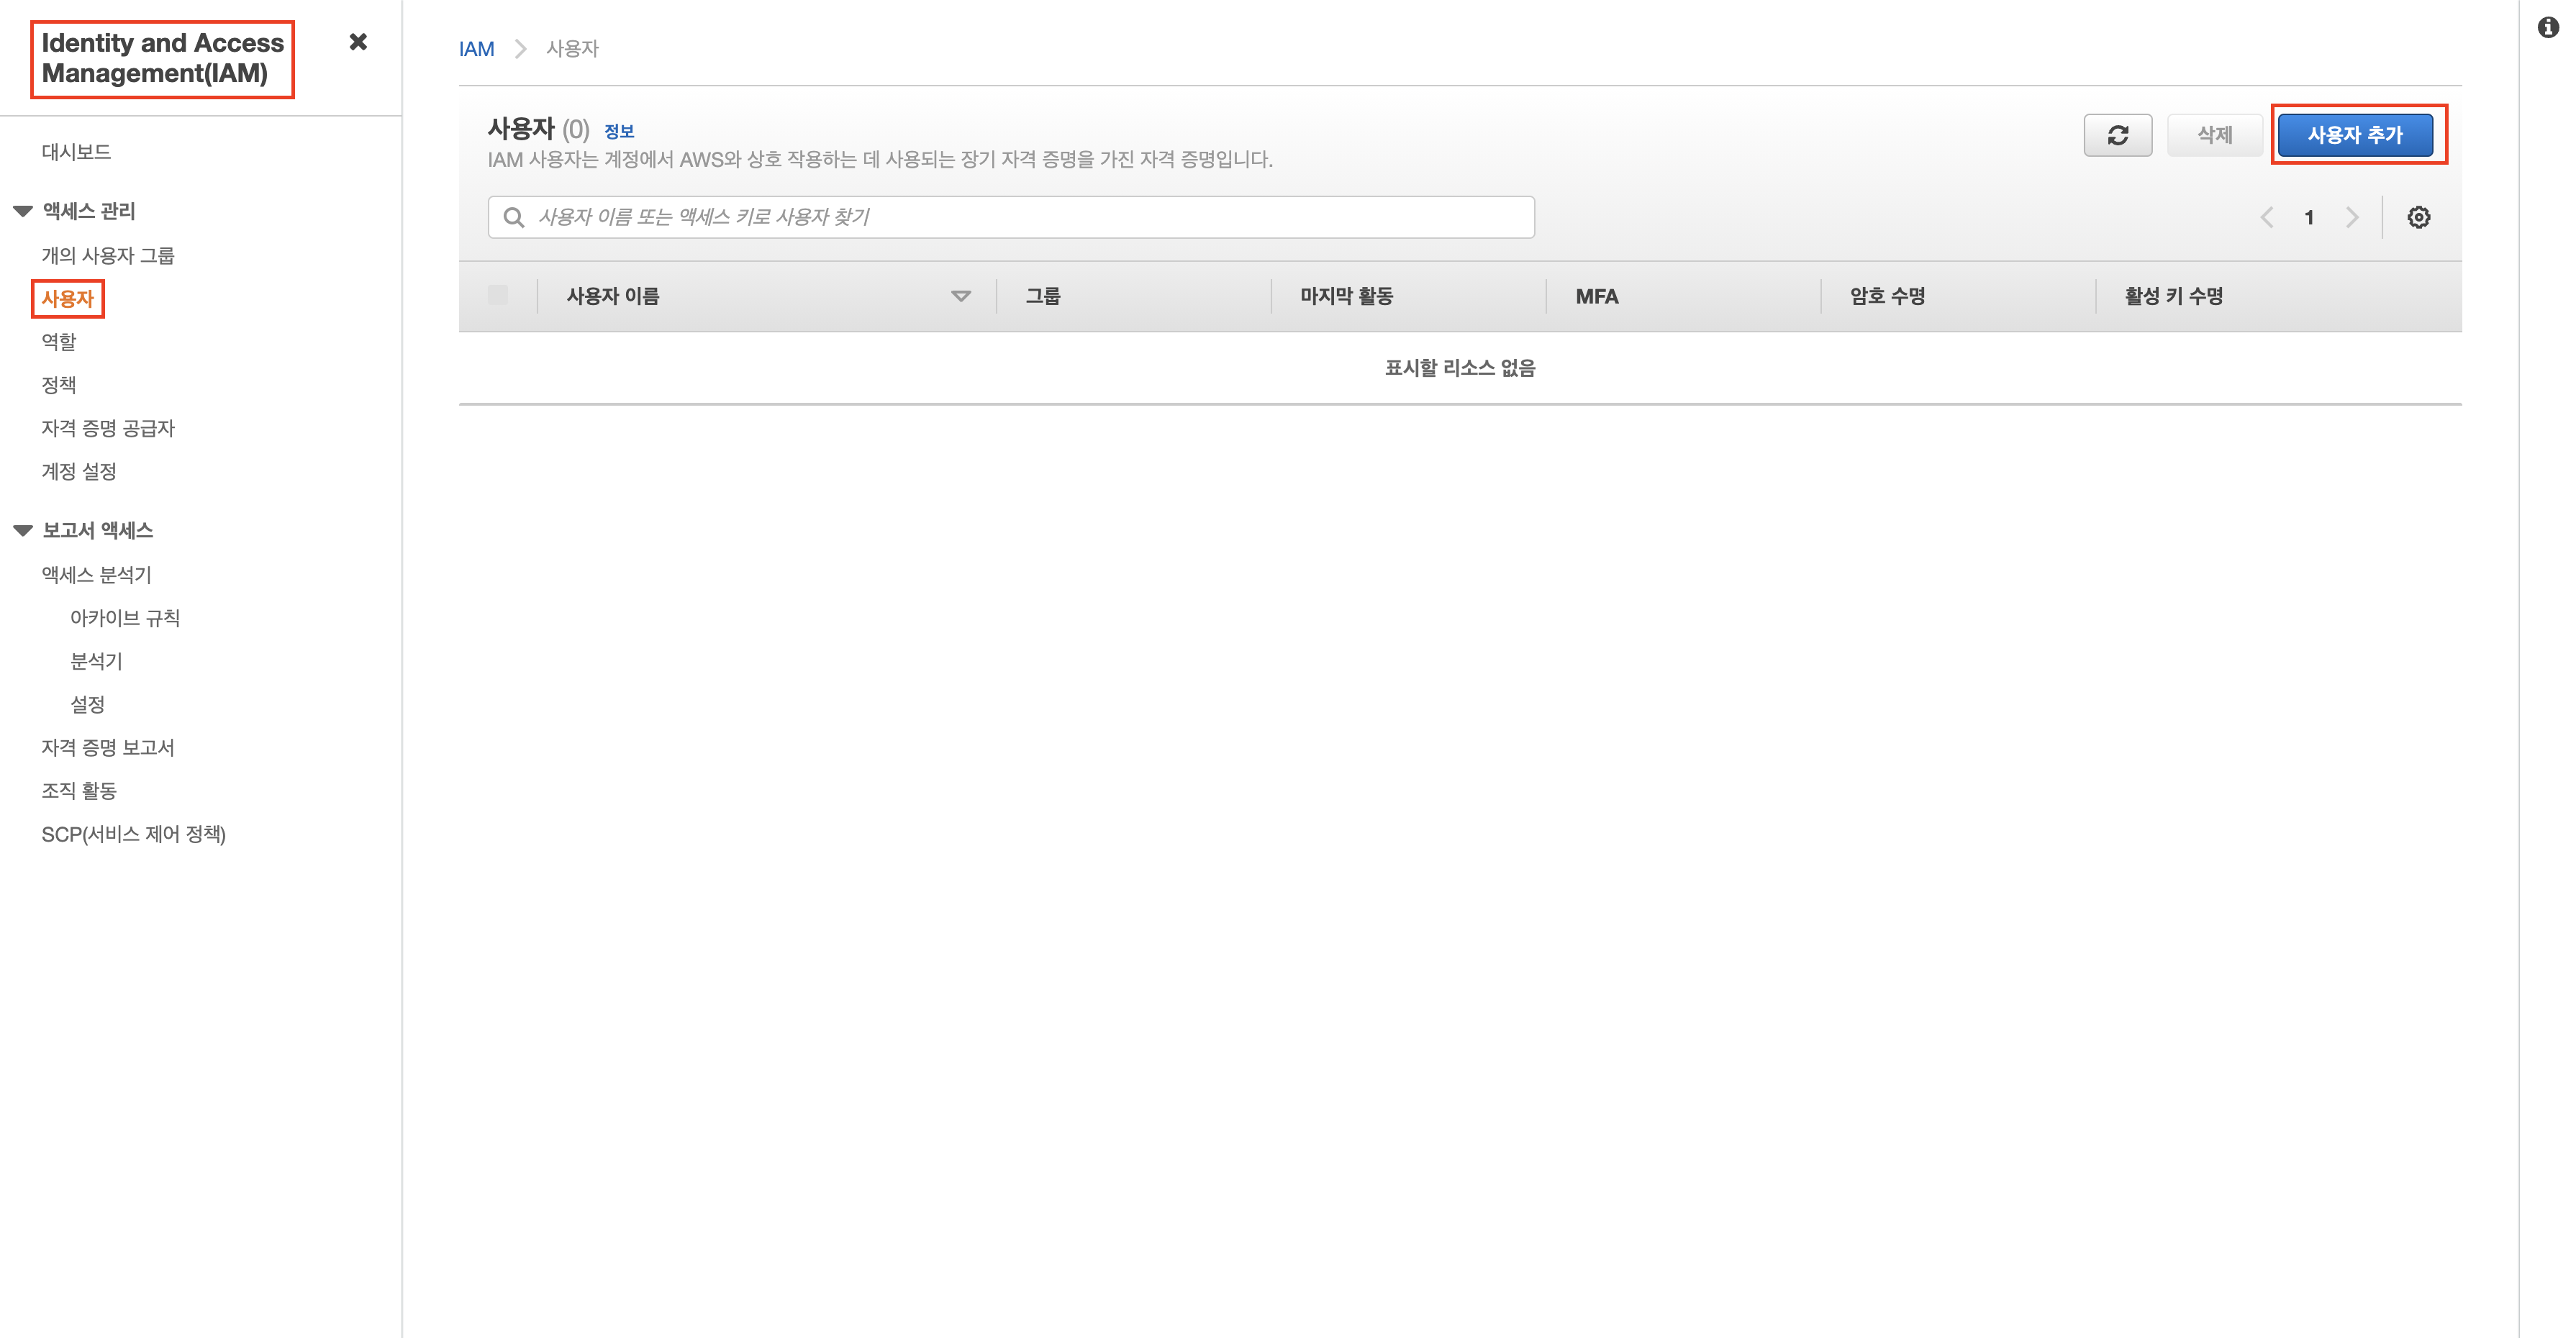 Identity and Access
Management(IAM)
대시보드
액세스 관리
개의 사용자 그룹
사용자
역할
정책
자격 증명 공급자
계정 설정
보고서 액세스
액세스 분석기
아카이브 규칙
분석기
설정
자격 증명 보고서
조직 활동
SCP(서비스 제어 정책)
IAM 사용자
사용자 (0) 정보
IAM 사용자는 계정에서 AWS와 상호 작용하는 데 사용되는 장기 자격 증명을 가진 자격 증명입니다.
삭제 사용자 추가
사용자 이름 또는 액세스 키로 사용자 찾기
1
사용자 이름 그룹 마지막 활동 MFA 암호 수명 활성 키 수명
표시할 리소스 없음